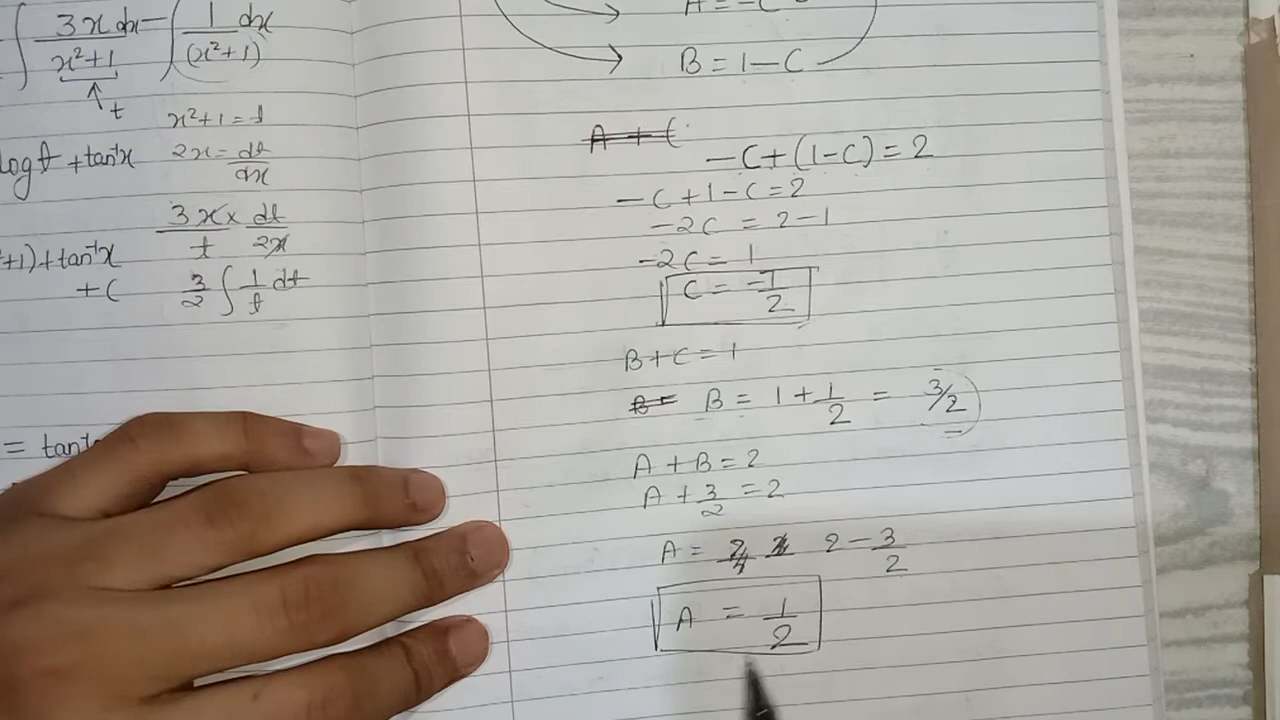 ∫ 3x dx/x²+1 − ∫ 1 dx/(x²+1)
↑ t
x²+1 = t
log t + tan⁻¹x
2x = dt/dx
3x/t × dt/2x
+1) + tan⁻¹x
+ C
3/2 ∫ 1/t dt
= tan⁻
A = −C
B = 1 − C
A + C
−C + (1−C) = 2
−C + 1 − C = 2
−2C = 2 − 1
−2C = 1
C = −1/2
B + C = 1
B = B = 1 + 1/2 = 3/2
A + B = 2
A + 3/2 = 2
A = 2 − 3/2
A = 1/2